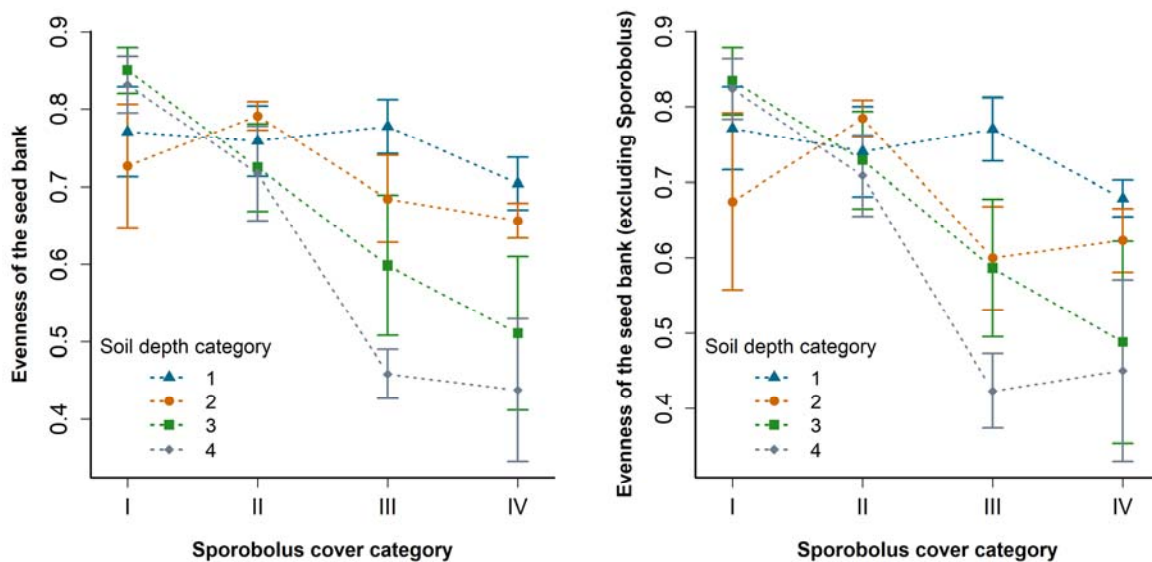 Evenness of the seed bank
0.9
0.8
0.7
0.6
0.5
0.4
Soil depth category
1
2
3
4
I II III IV
Sporobolus cover category
Evenness of the seed bank (excluding Sporobolus)
0.9
0.8
0.7
0.6
0.5
0.4
Soil depth category
1
2
3
4
I II III IV
Sporobolus cover category